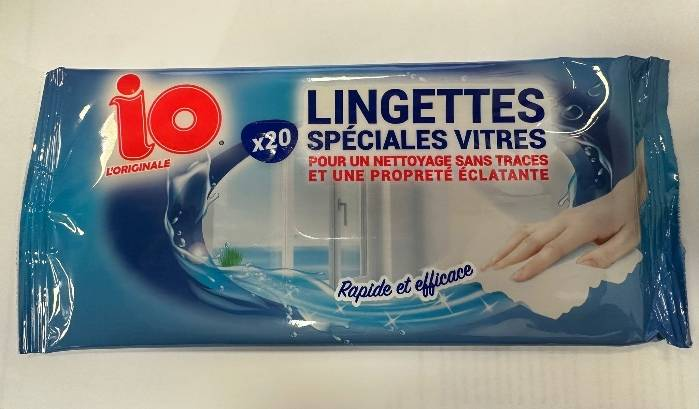 io
L'ORIGINALE
x20
LINGETTES
SPÉCIALES VITRES
POUR UN NETTOYAGE SANS TRACES
ET UNE PROPRETÉ ÉCLATANTE
Rapide et efficace